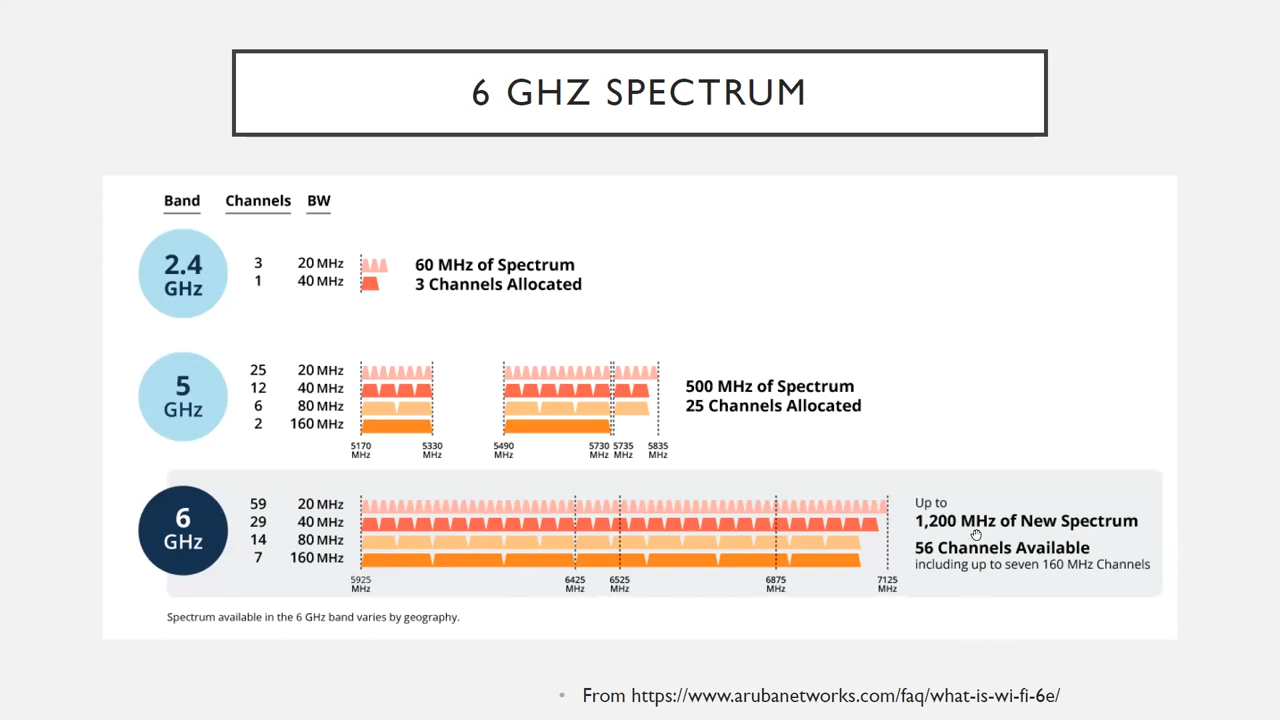 6 GHZ SPECTRUM
Band Channels BW
2.4 GHz
3 20 MHz
1 40 MHz
60 MHz of Spectrum
3 Channels Allocated
5 GHz
25 20 MHz
12 40 MHz
6 80 MHz
2 160 MHz
5170 MHz 5330 MHz 5490 MHz 5730 MHz 5735 MHz 5835 MHz
500 MHz of Spectrum
25 Channels Allocated
6 GHz
59 20 MHz
29 40 MHz
14 80 MHz
7 160 MHz
5925 MHz 6425 MHz 6525 MHz 6875 MHz 7125 MHz
Up to
1,200 MHz of New Spectrum
56 Channels Available
including up to seven 160 MHz Channels
Spectrum available in the 6 GHz band varies by geography.
• From https://www.arubanetworks.com/faq/what-is-wi-fi-6e/